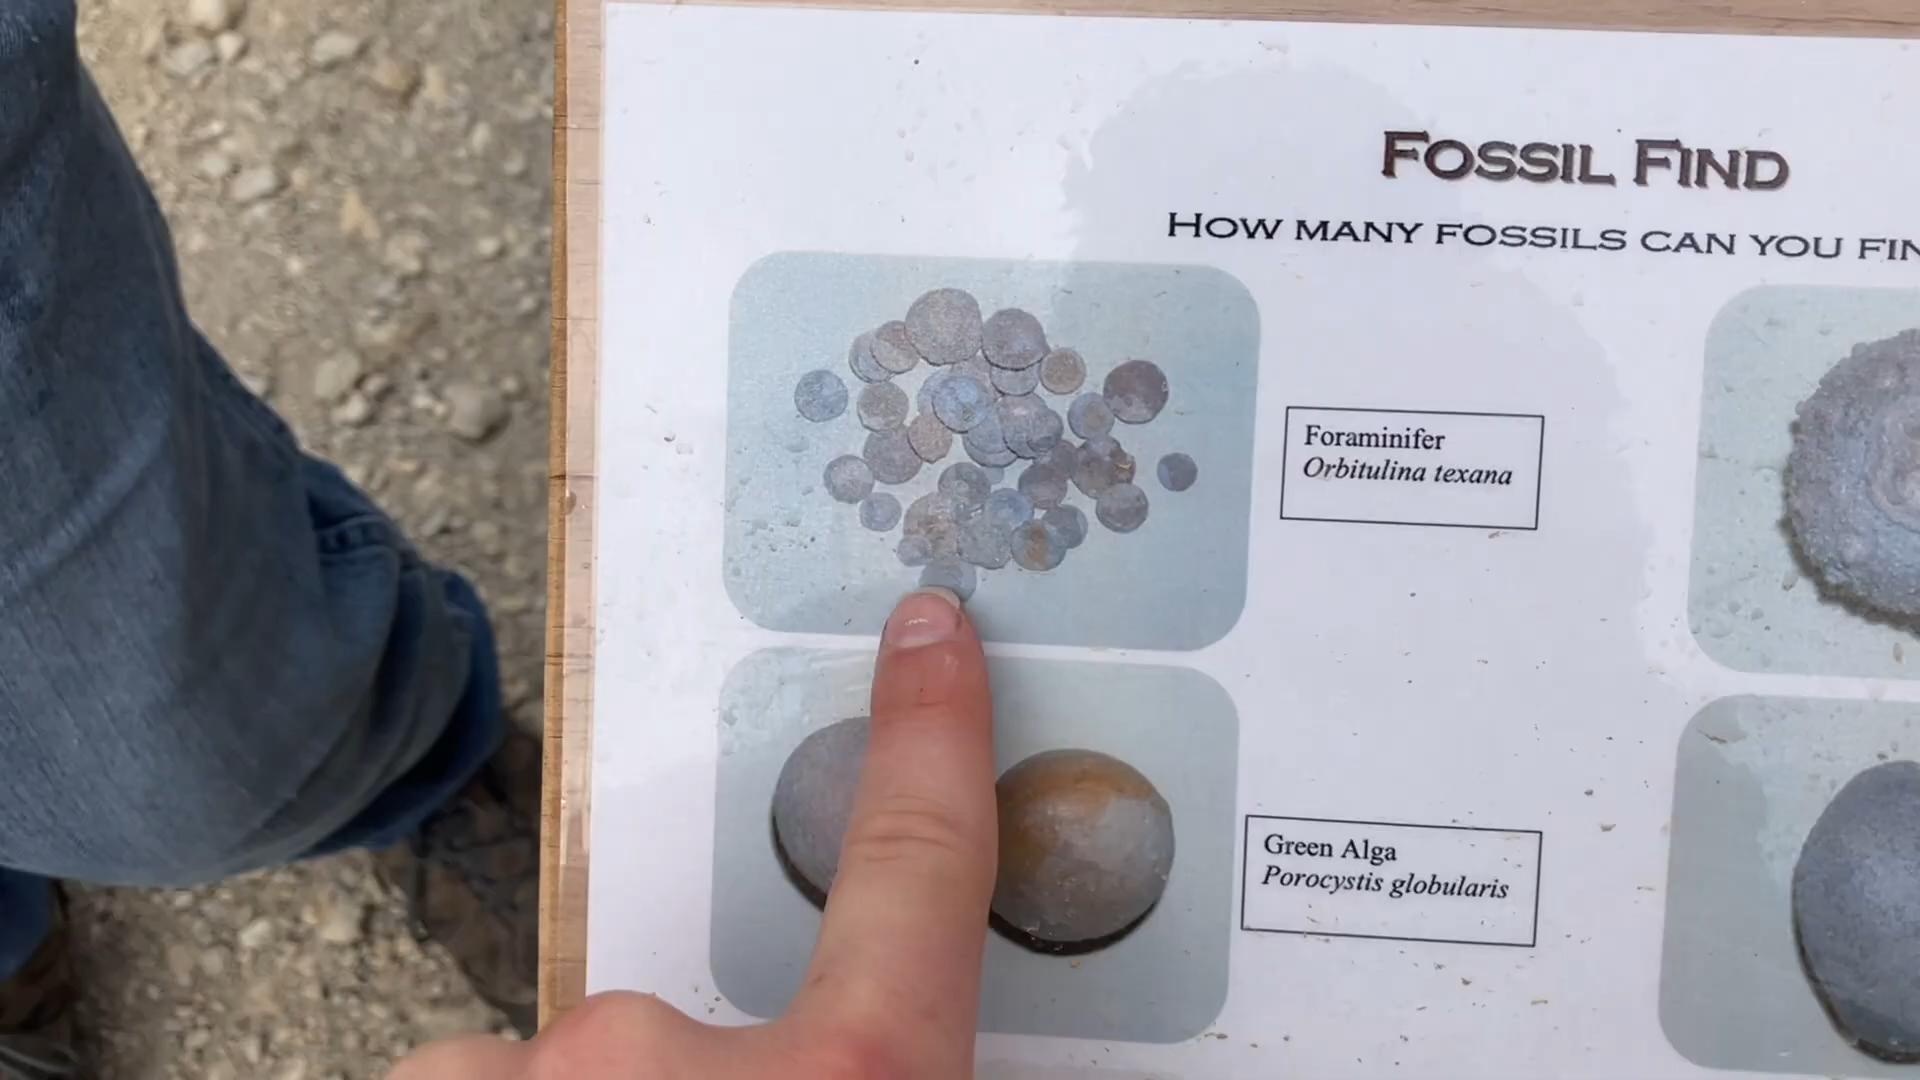 FOSSIL FIND
HOW MANY FOSSILS CAN YOU
Foraminifer
Orbitulina texana
Green Alga
Porocystis globularis